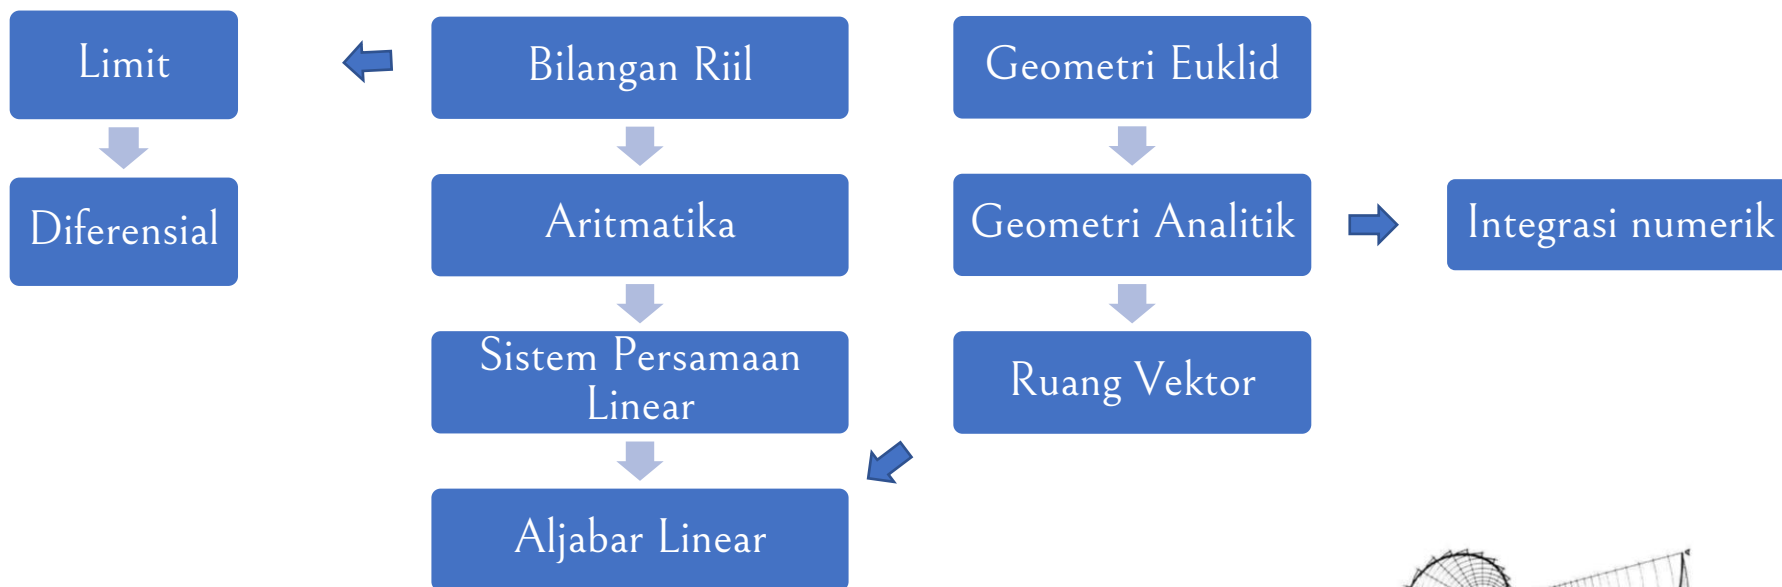 Limit
Bilangan Riil
Geometri Euklid
Diferensial
Aritmatika
Geometri Analitik
Integrasi numerik
Sistem Persamaan
Linear
Ruang Vektor
Aljabar Linear